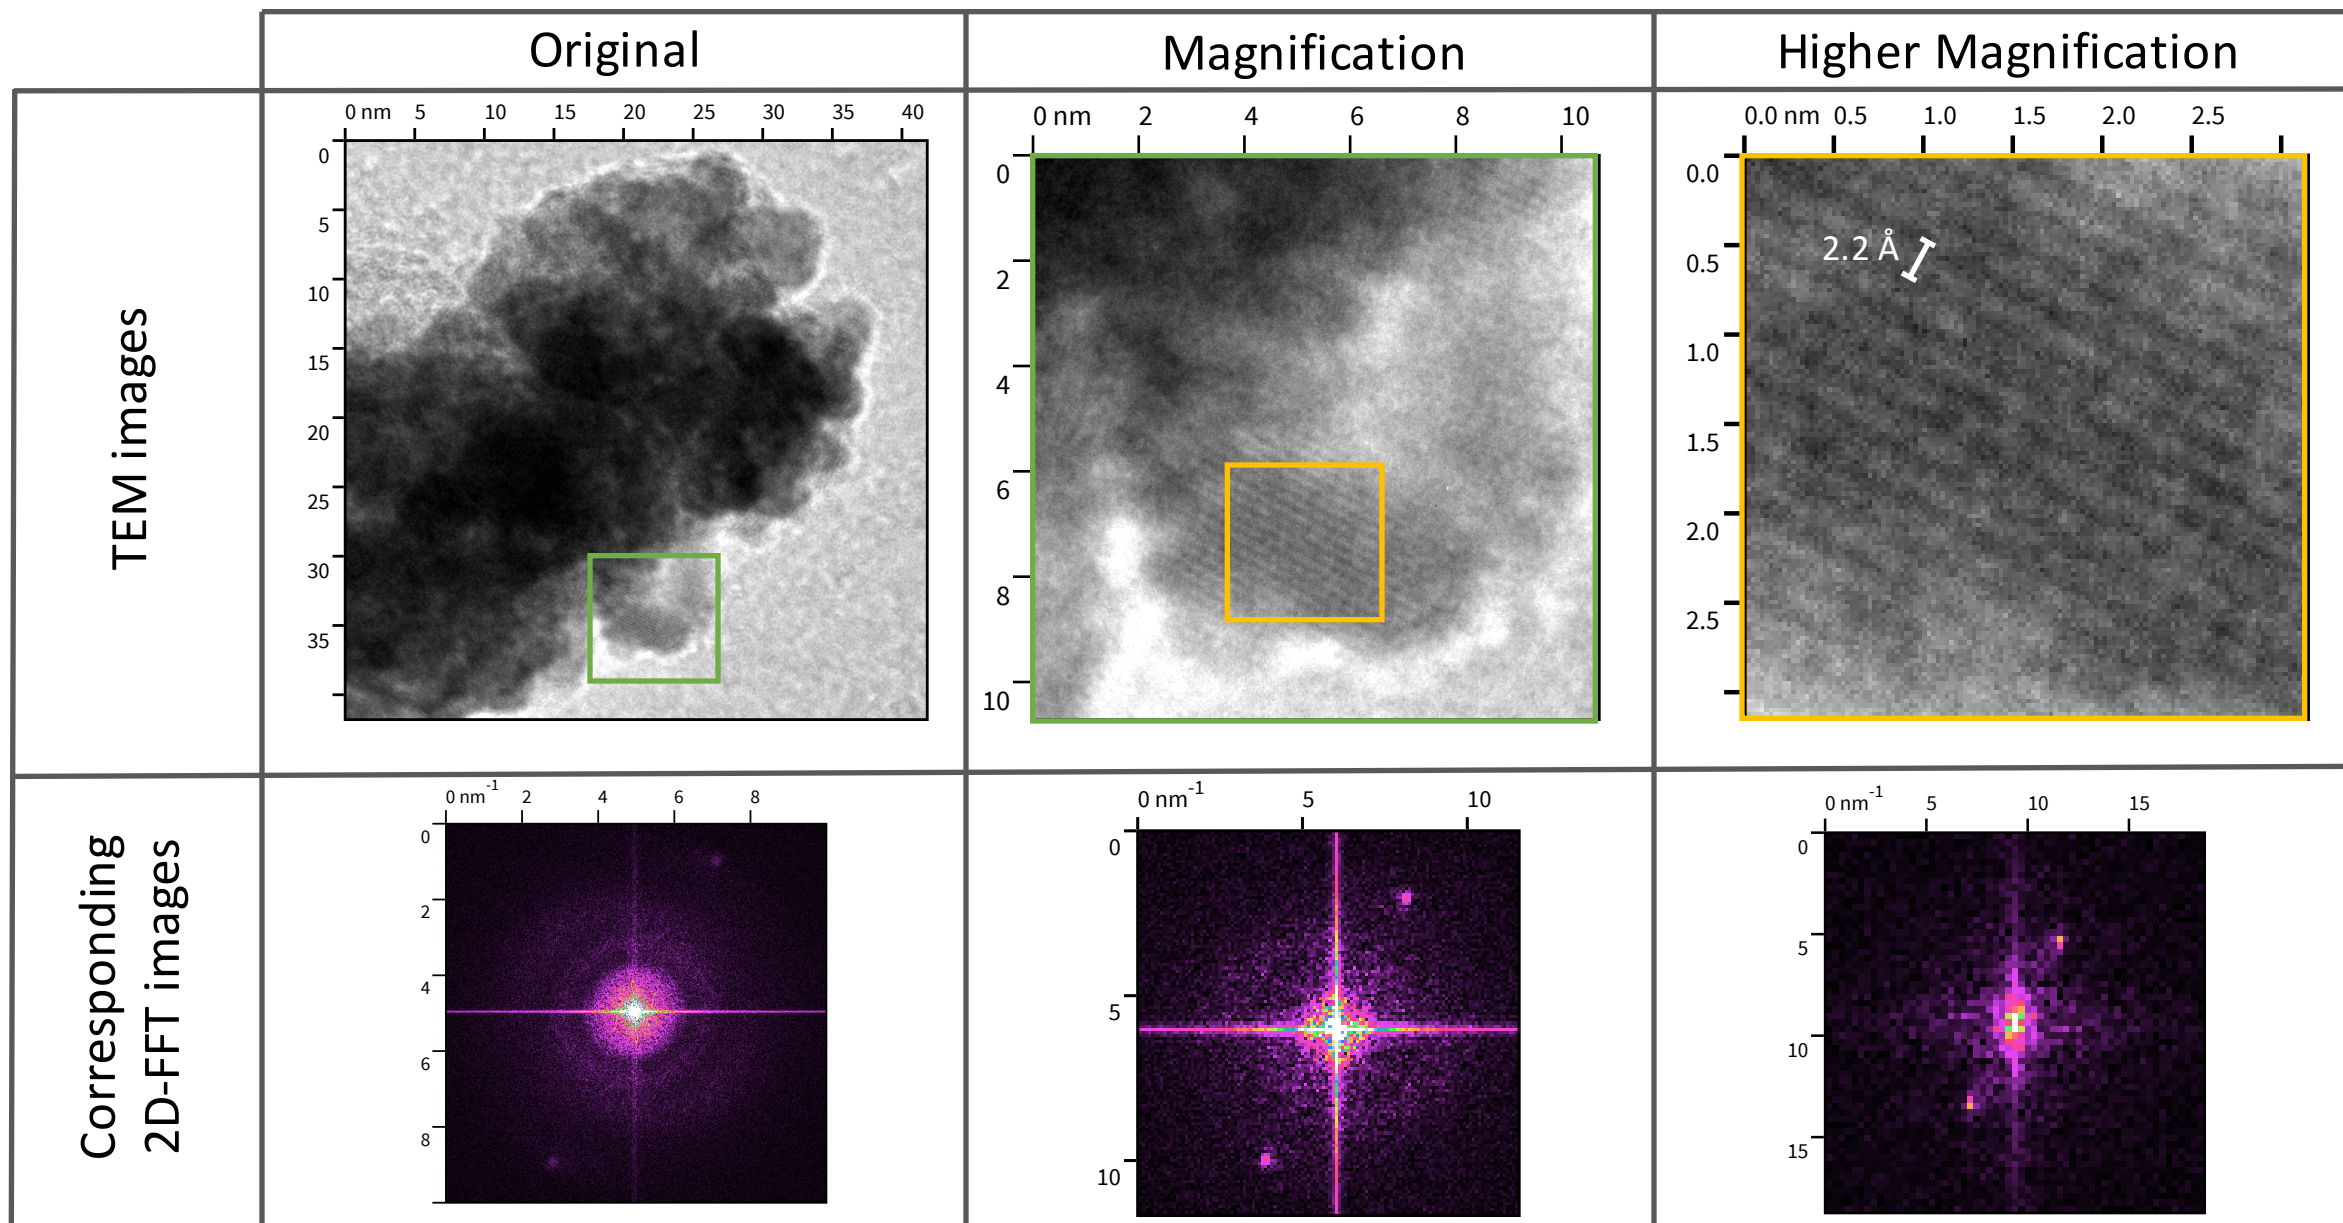 Original
Magnification
Higher Magnification
TEM images
0 nm 5 10 15 20 25 30 35 40
0
5
10
15
20
25
30
35
0 nm 2 4 6 8 10
0
2
4
6
8
10
0.0 nm 0.5 1.0 1.5 2.0 2.5
0.0
0.5
1.0
1.5
2.0
2.5
2.2 Å
Corresponding
2D-FFT images
0 nm⁻¹ 2 4 6 8
0
2
4
6
8
0 nm⁻¹ 5 10
0
5
10
0 nm⁻¹ 5 10 15
0
5
10
15